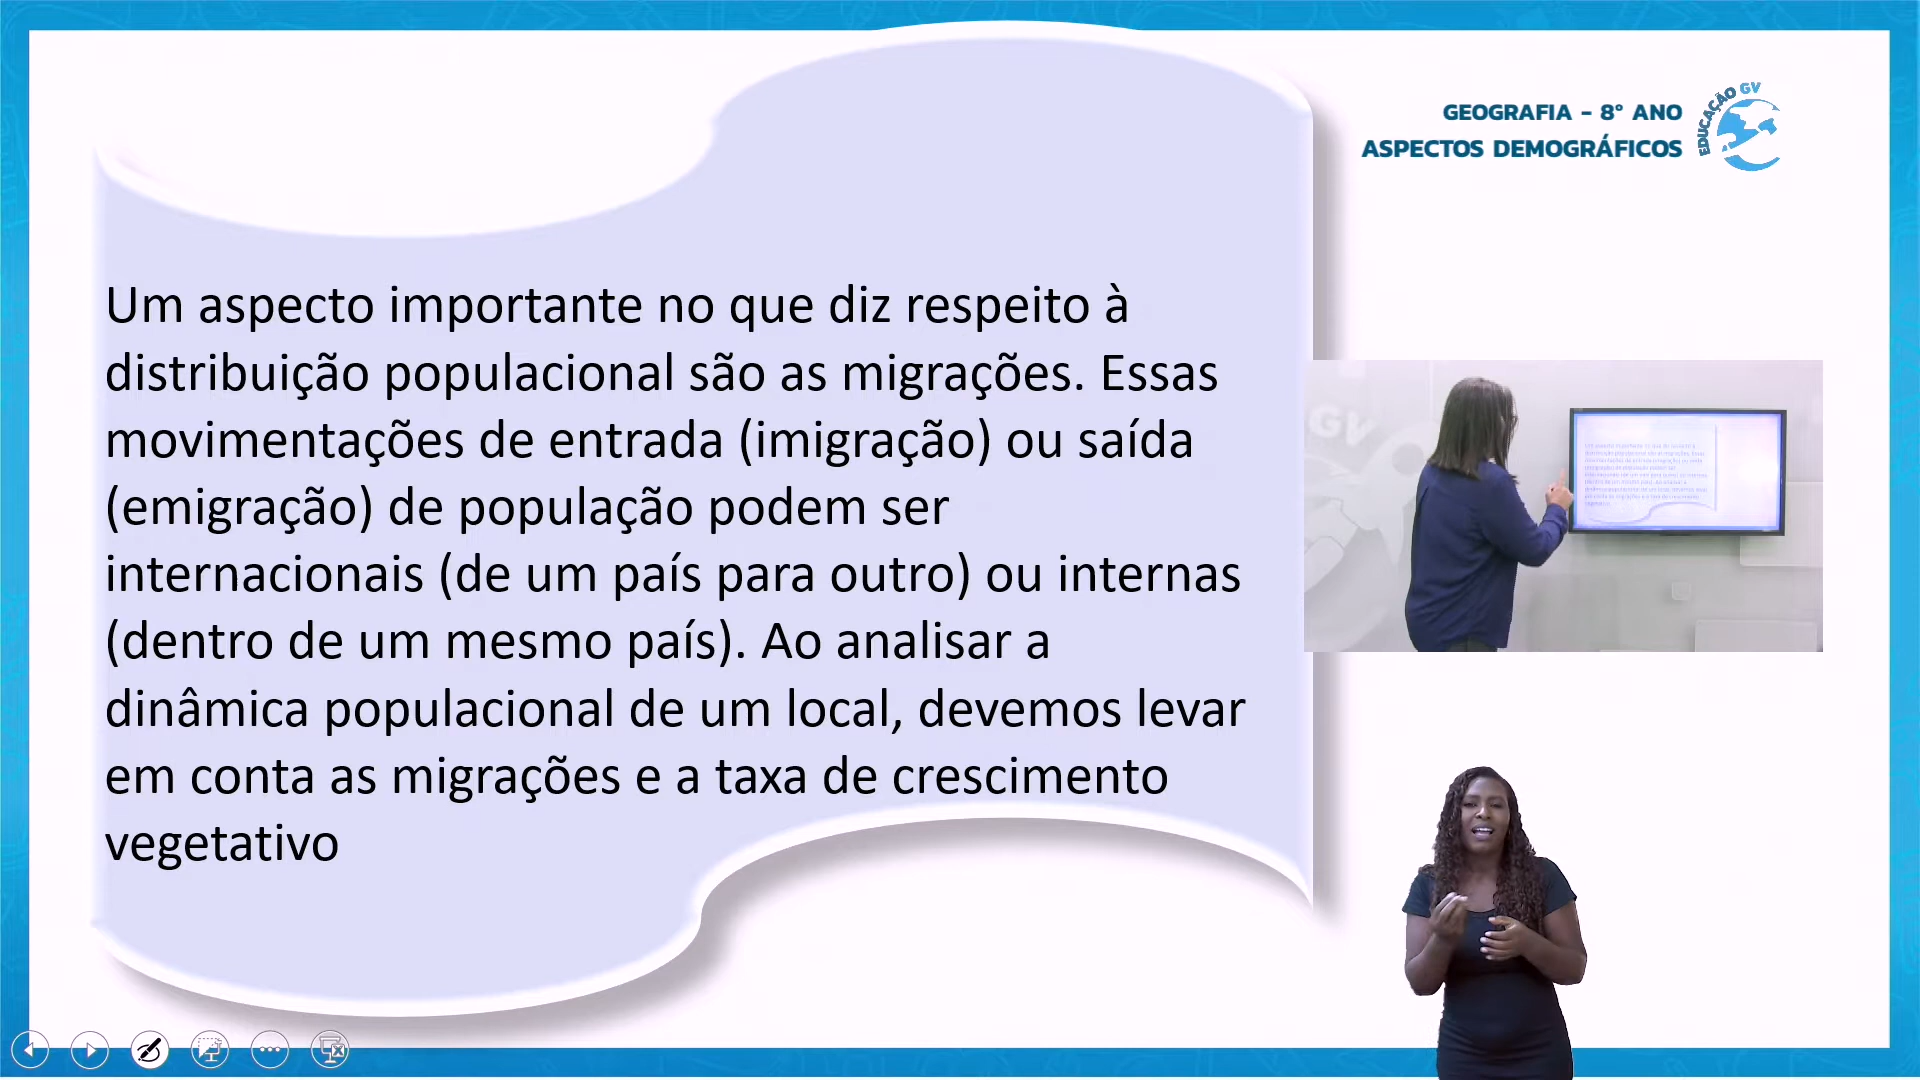 GEOGRAFIA - 8º ANO
ASPECTOS DEMOGRÁFICOS
EDUCAÇÃO GV
Um aspecto importante no que diz respeito à
distribuição populacional são as migrações. Essas
movimentações de entrada (imigração) ou saída
(emigração) de população podem ser
internacionais (de um país para outro) ou internas
(dentro de um mesmo país). Ao analisar a
dinâmica populacional de um local, devemos levar
em conta as migrações e a taxa de crescimento
vegetativo
GV